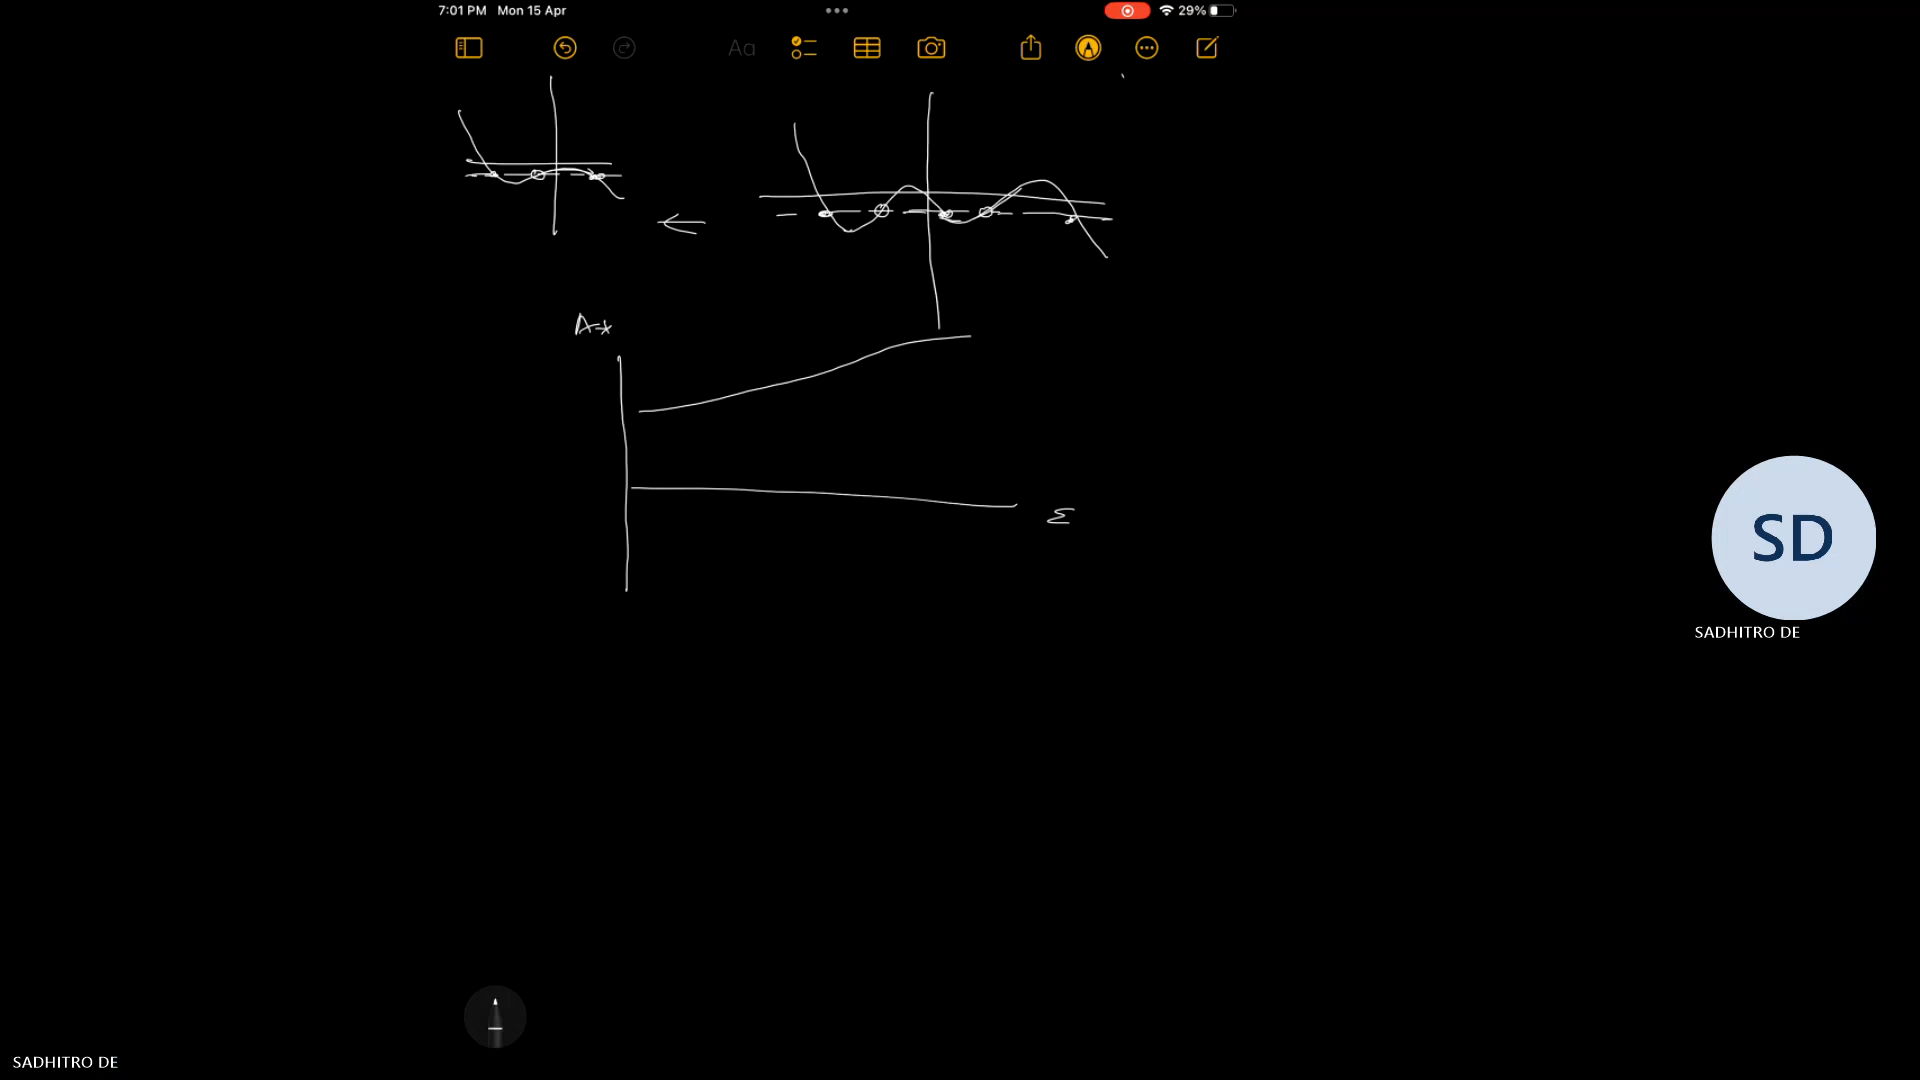 7:01 PM Mon 15 Apr
29%
Aa
A*
Σ
SD
SADHITRO DE
SADHITRO DE